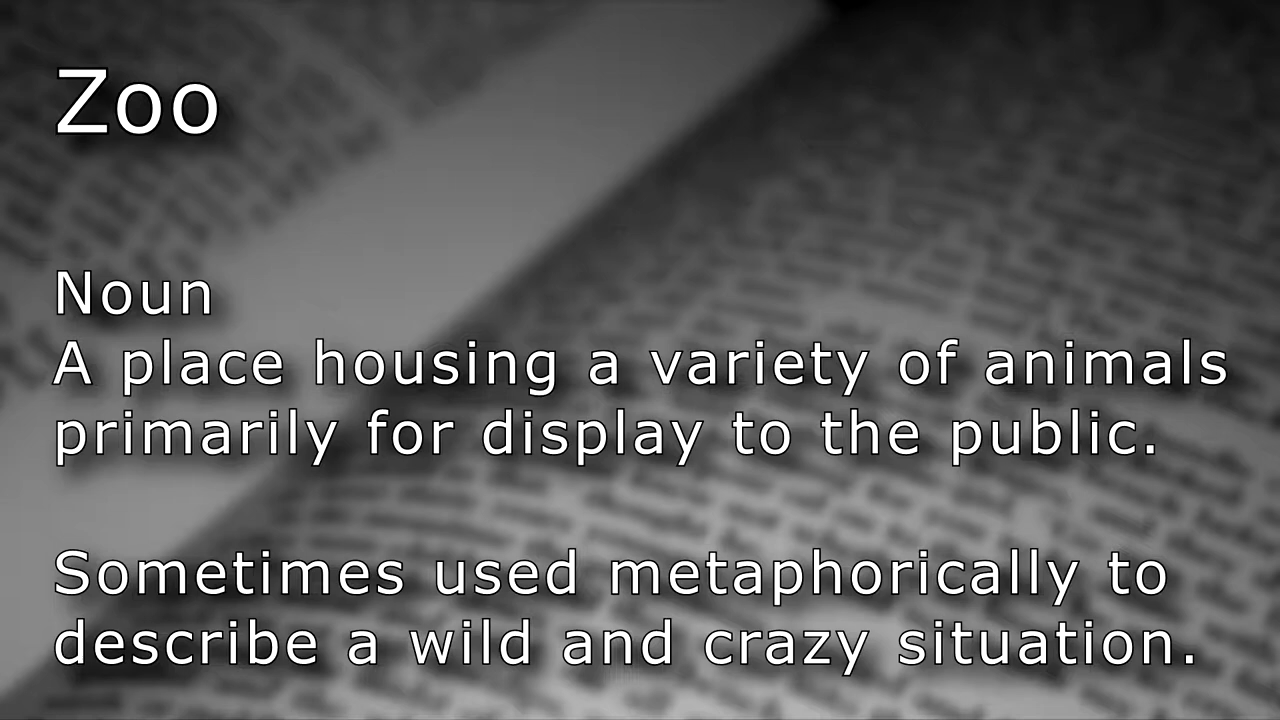 Zoo
Noun
A place housing a variety of animals
primarily for display to the public.
Sometimes used metaphorically to
describe a wild and crazy situation.